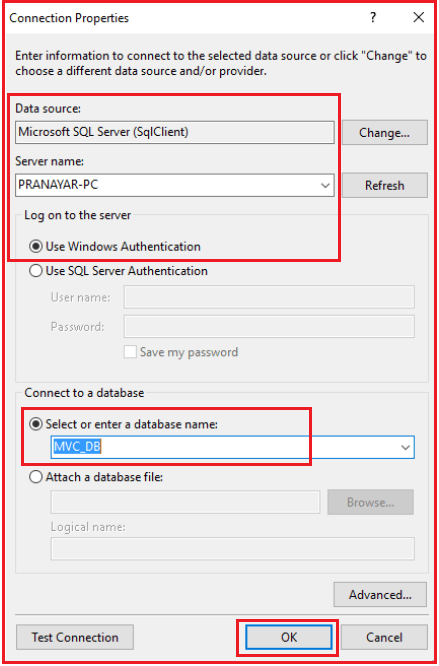 Connection Properties
?
Enter information to connect to the selected data source or click "Change" to
choose a different data source and/or provider.
Data source:
Microsoft SQL Server (SqlClient)
Change...
Server name:
PRANAYAR-PC
Refresh
Log on to the server
Use Windows Authentication
Use SQL Server Authentication
User name:
Password:
Save my password
Connect to a database
Select or enter a database name:
MVC_DB
Attach a database file:
Browse...
Logical name:
Advanced...
Test Connection
OK
Cancel